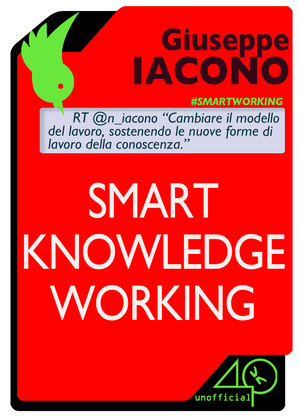 Giuseppe
IACONO
#SMARTWORKING
RT @n_iacono “Cambiare il modello
del lavoro, sostenendo le nuove forme di
lavoro della conoscenza.”
SMART
KNOWLEDGE
WORKING
unofficial